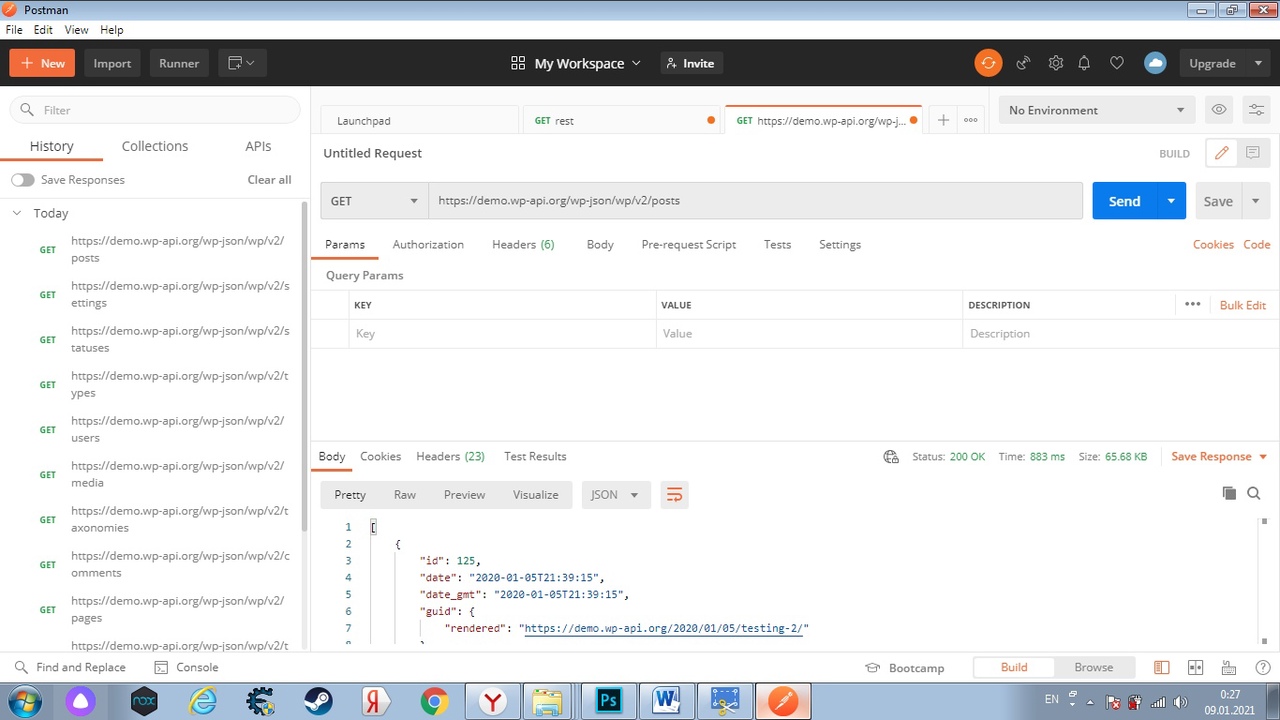 Postman
File Edit View Help
New Import Runner My Workspace Invite Upgrade
Filter
History Collections APIs
Save Responses Clear all
Today
GET https://demo.wp-api.org/wp-json/wp/v2/
posts
GET https://demo.wp-api.org/wp-json/wp/v2/s
ettings
GET https://demo.wp-api.org/wp-json/wp/v2/s
tatuses
GET https://demo.wp-api.org/wp-json/wp/v2/t
ypes
GET https://demo.wp-api.org/wp-json/wp/v2/
users
GET https://demo.wp-api.org/wp-json/wp/v2/
media
GET https://demo.wp-api.org/wp-json/wp/v2/t
axonomies
GET https://demo.wp-api.org/wp-json/wp/v2/c
omments
GET https://demo.wp-api.org/wp-json/wp/v2/
pages
https://demo.wp-api.org/wp-json/wp/v2/t
Launchpad GET rest GET https://demo.wp-api.org/wp-j... No Environment
Untitled Request BUILD
GET https://demo.wp-api.org/wp-json/wp/v2/posts Send Save
Params Authorization Headers (6) Body Pre-request Script Tests Settings Cookies Code
Query Params
KEY VALUE DESCRIPTION ••• Bulk Edit
Key Value Description
Body Cookies Headers (23) Test Results Status: 200 OK Time: 883 ms Size: 65.68 KB Save Response
Pretty Raw Preview Visualize JSON
1 [
2 {
3 "id": 125,
4 "date": "2020-01-05T21:39:15",
5 "date_gmt": "2020-01-05T21:39:15",
6 "guid": {
7 "rendered": "https://demo.wp-api.org/2020/01/05/testing-2/"
Find and Replace Console Bootcamp Build Browse
nox Я Y Ps W EN 0:27
09.01.2021